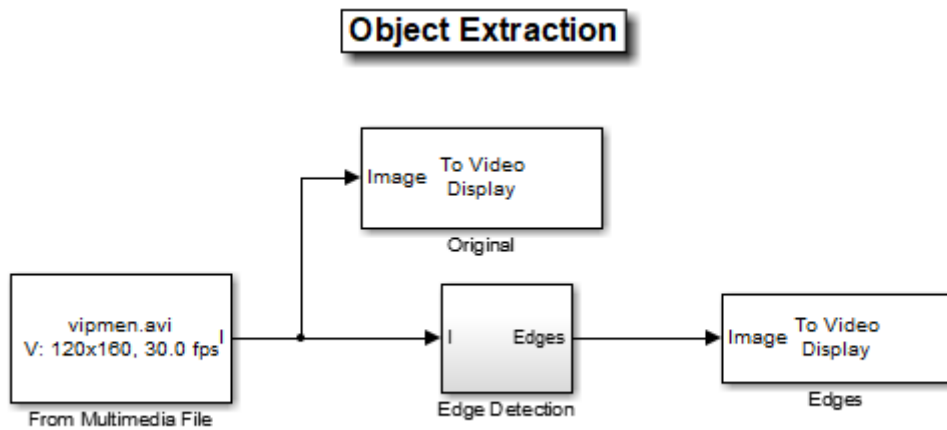 Object Extraction
Image
To Video
Display
Original
vipmen.avi
V: 120x160, 30.0 fps
I
From Multimedia File
I
Edges
Edge Detection
Image
To Video
Display
Edges